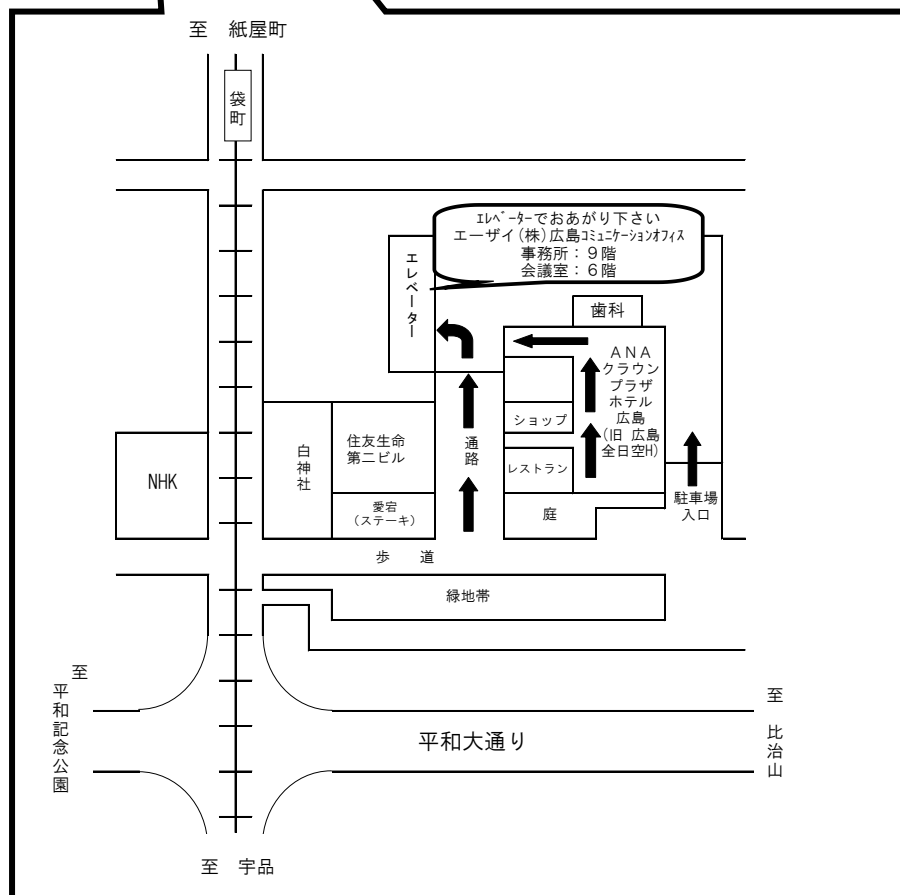 至 紙屋町
袋町
エレベーターでおあがり下さい
エーザイ(株)広島コミュニケーションオフィス
事務所：９階
会議室：６階
エレベーター
歯科
ＡＮＡ
クラウン
プラザ
ホテル
広島
(旧 広島
全日空H)
ショップ
通路
レストラン
住友生命
第二ビル
白神社
NHK
愛宕
(ステーキ)
庭
駐車場
入口
歩 道
緑地帯
至 平和記念公園
平和大通り
至 比治山
至 宇品